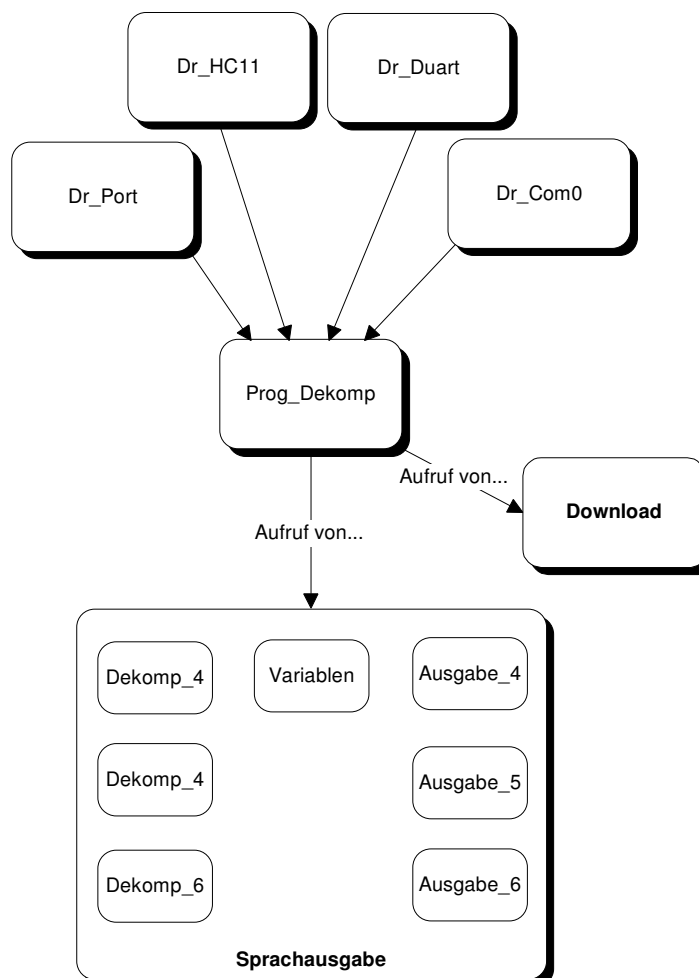 Dr_HC11
Dr_Duart
Dr_Port
Dr_Com0
Prog_Dekomp
Aufruf von...
Download
Aufruf von...
Dekomp_4
Variablen
Ausgabe_4
Dekomp_4
Ausgabe_5
Dekomp_6
Ausgabe_6
Sprachausgabe